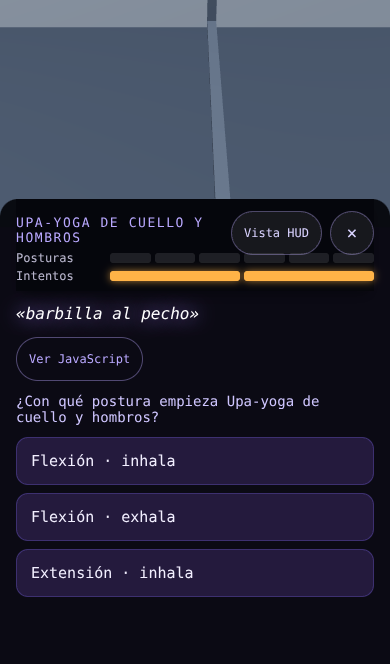 UPA-YOGA DE CUELLO Y
HOMBROS
Vista HUD
×
Posturas
Intentos
«barbilla al pecho»
Ver JavaScript
¿Con qué postura empieza Upa-yoga de
cuello y hombros?
Flexión · inhala
Flexión · exhala
Extensión · inhala